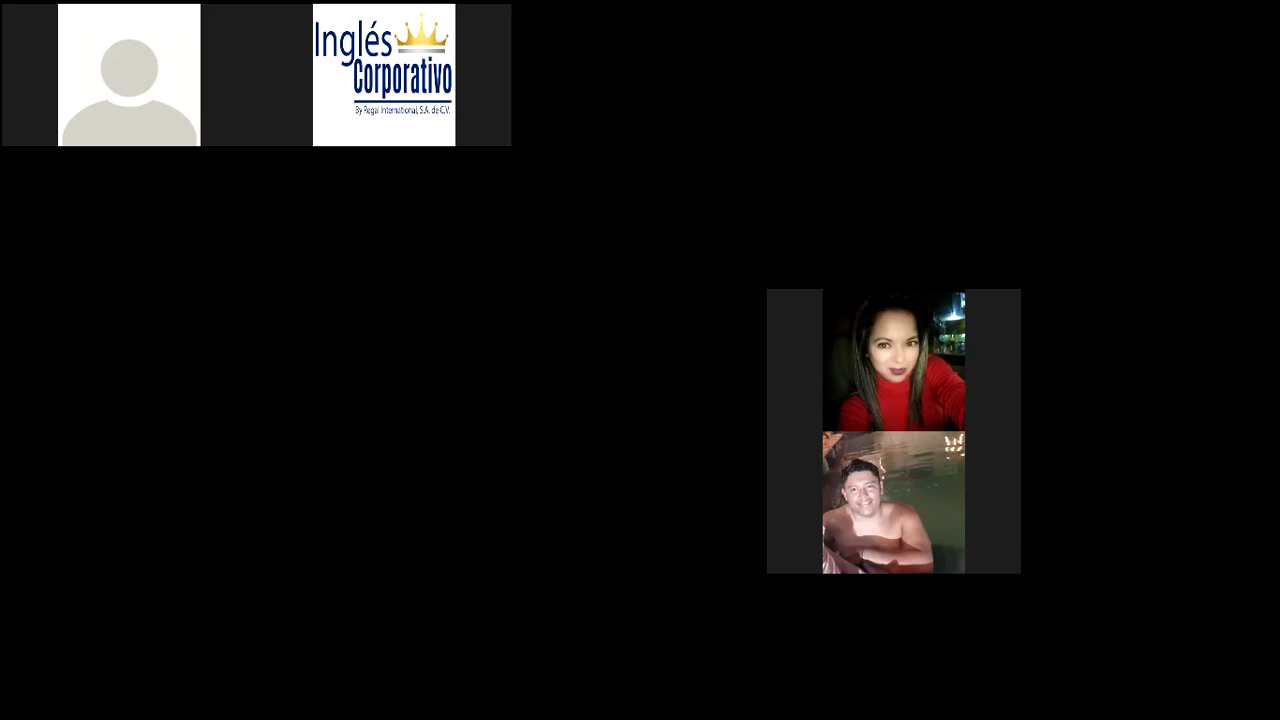 Inglés
Corporativo
By Regal International, S.A. de C.V.